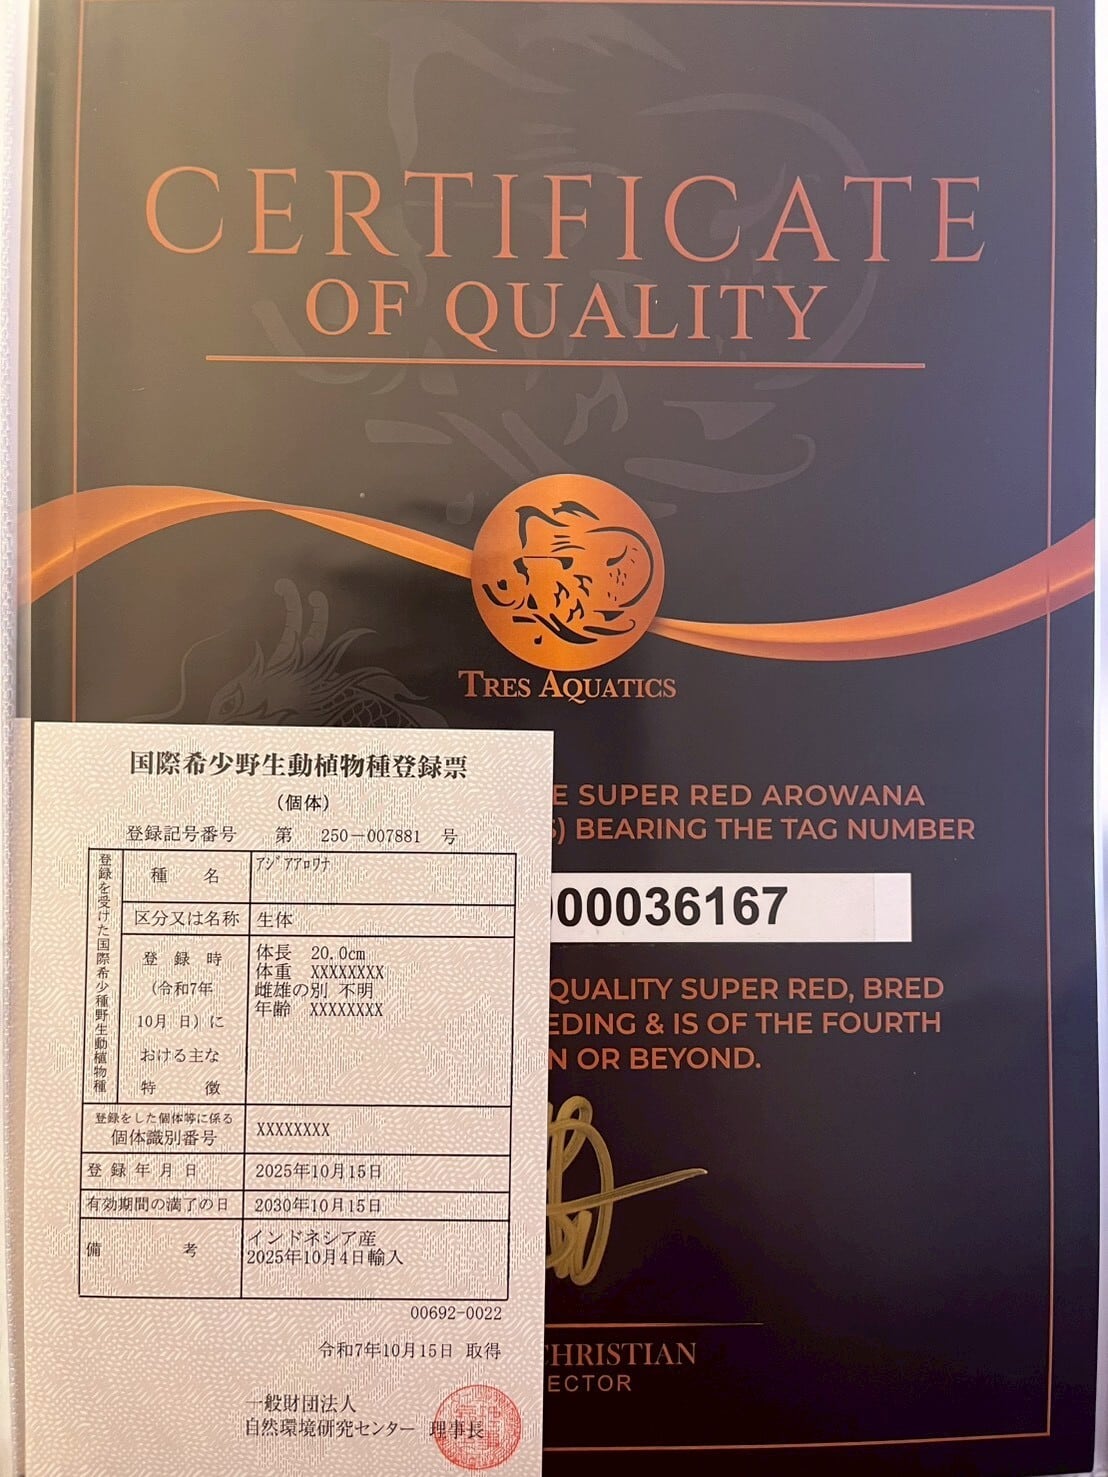 CERTIFICATE
OF QUALITY
TRES AQUATICS
E SUPER RED AROWANA
) BEARING THE TAG NUMBER
00036167
QUALITY SUPER RED, BRED
EDING & IS OF THE FOURTH
N OR BEYOND.
CHRISTIAN
ECTOR
国際希少野生動植物種登録票
(個体)
登録記号番号 第 250-007881 号
登録を受けた国際希少野生動植物種
種 名 アジアアロワナ
区分又は名称 生体
登 録 時
(令和7年
10月 日)に
おける主な
特 徴
体長 20.0cm
体重 XXXXXXXX
雌雄の別 不明
年齢 XXXXXXXX
登録をした個体等に係る
個体識別番号 XXXXXXXX
登録年月日 2025年10月15日
有効期間の満了の日 2030年10月15日
備 考 インドネシア産
2025年10月4日輸入
00692-0022
令和7年10月15日 取得
一般財団法人
自然環境研究センター 理事長